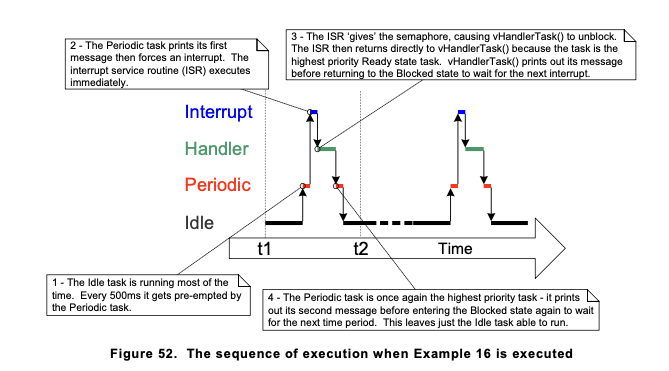 2 - The Periodic task prints its first
message then forces an interrupt.  The
interrupt service routine (ISR) executes
immediately.
3 - The ISR 'gives' the semaphore, causing vHandlerTask() to unblock.
The ISR then returns directly to vHandlerTask() because the task is the
highest priority Ready state task.  vHandlerTask() prints out its message
before returning to the Blocked state to wait for the next interrupt.
Interrupt
Handler
Periodic
Idle
t1
t2
Time
1 - The Idle task is running most of the
time.  Every 500ms it gets pre-empted by
the Periodic task.
4 - The Periodic task is once again the highest priority task - it prints
out its second message before entering the Blocked state again to wait
for the next time period.  This leaves just the Idle task able to run.
Figure 52.  The sequence of execution when Example 16 is executed